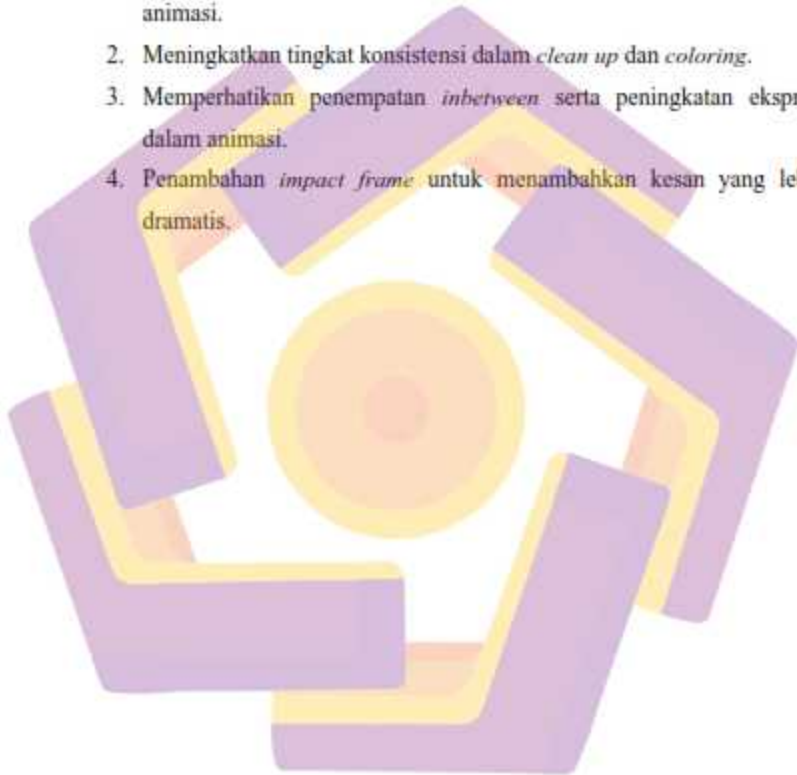 animasi.
2. Meningkatkan tingkat konsistensi dalam clean up dan coloring.
3. Memperhatikan penempatan inbetween serta peningkatan
dalam animasi.
4. Penambahan impact frame untuk menambahkan kesan yang
dramatis.